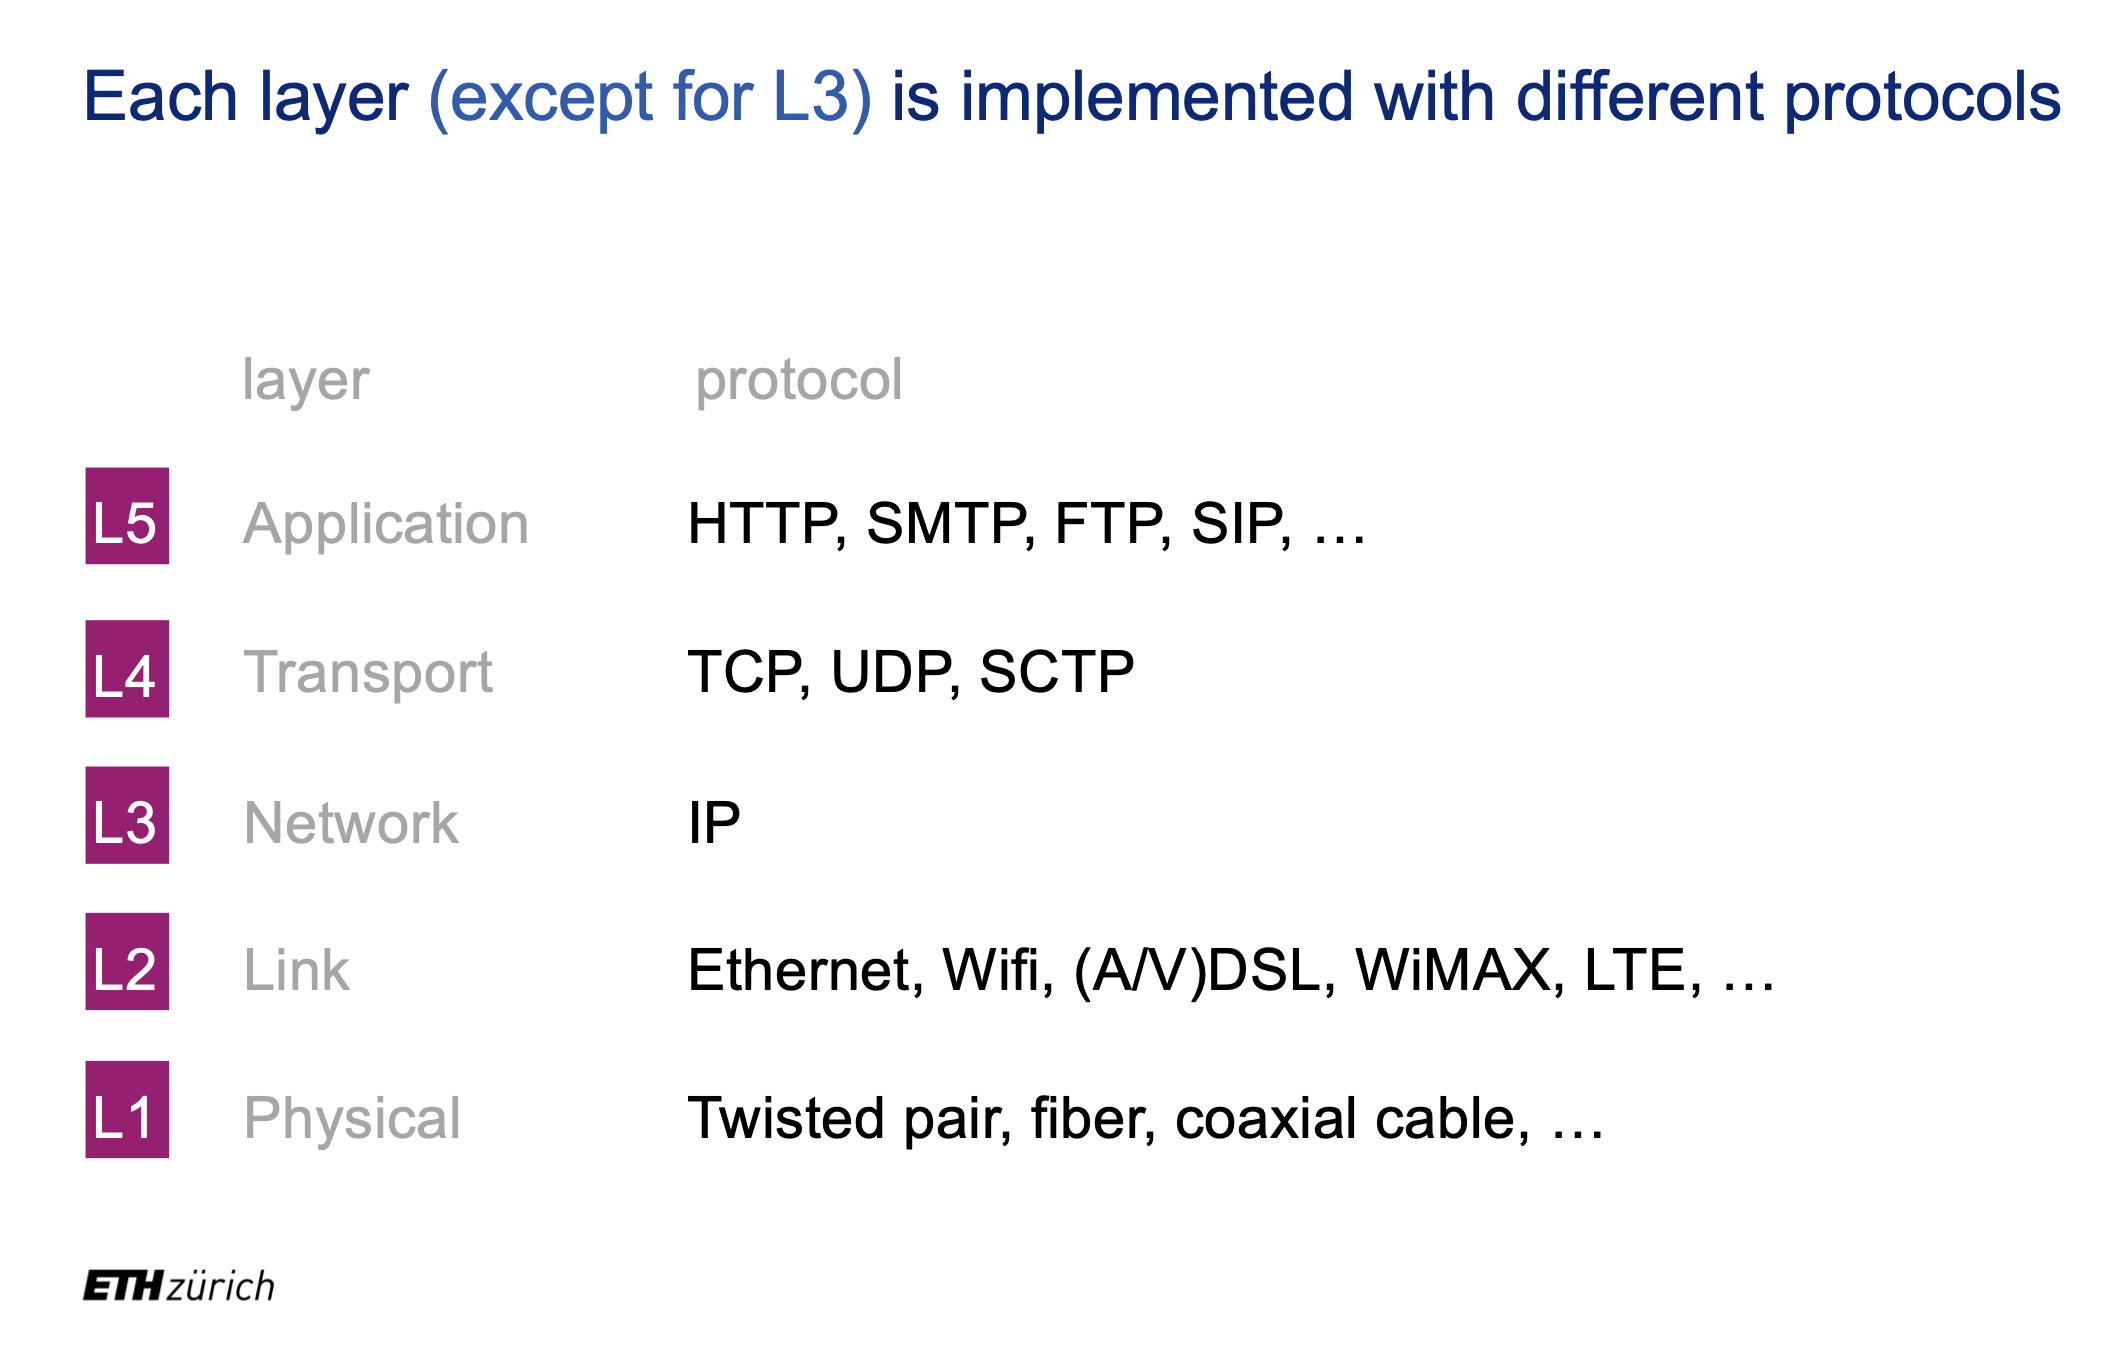 Each layer (except for L3) is implemented with different protocols
layer protocol
L5 Application HTTP, SMTP, FTP, SIP, …
L4 Transport TCP, UDP, SCTP
L3 Network IP
L2 Link Ethernet, Wifi, (A/V)DSL, WiMAX, LTE, …
L1 Physical Twisted pair, fiber, coaxial cable, …
ETH zürich